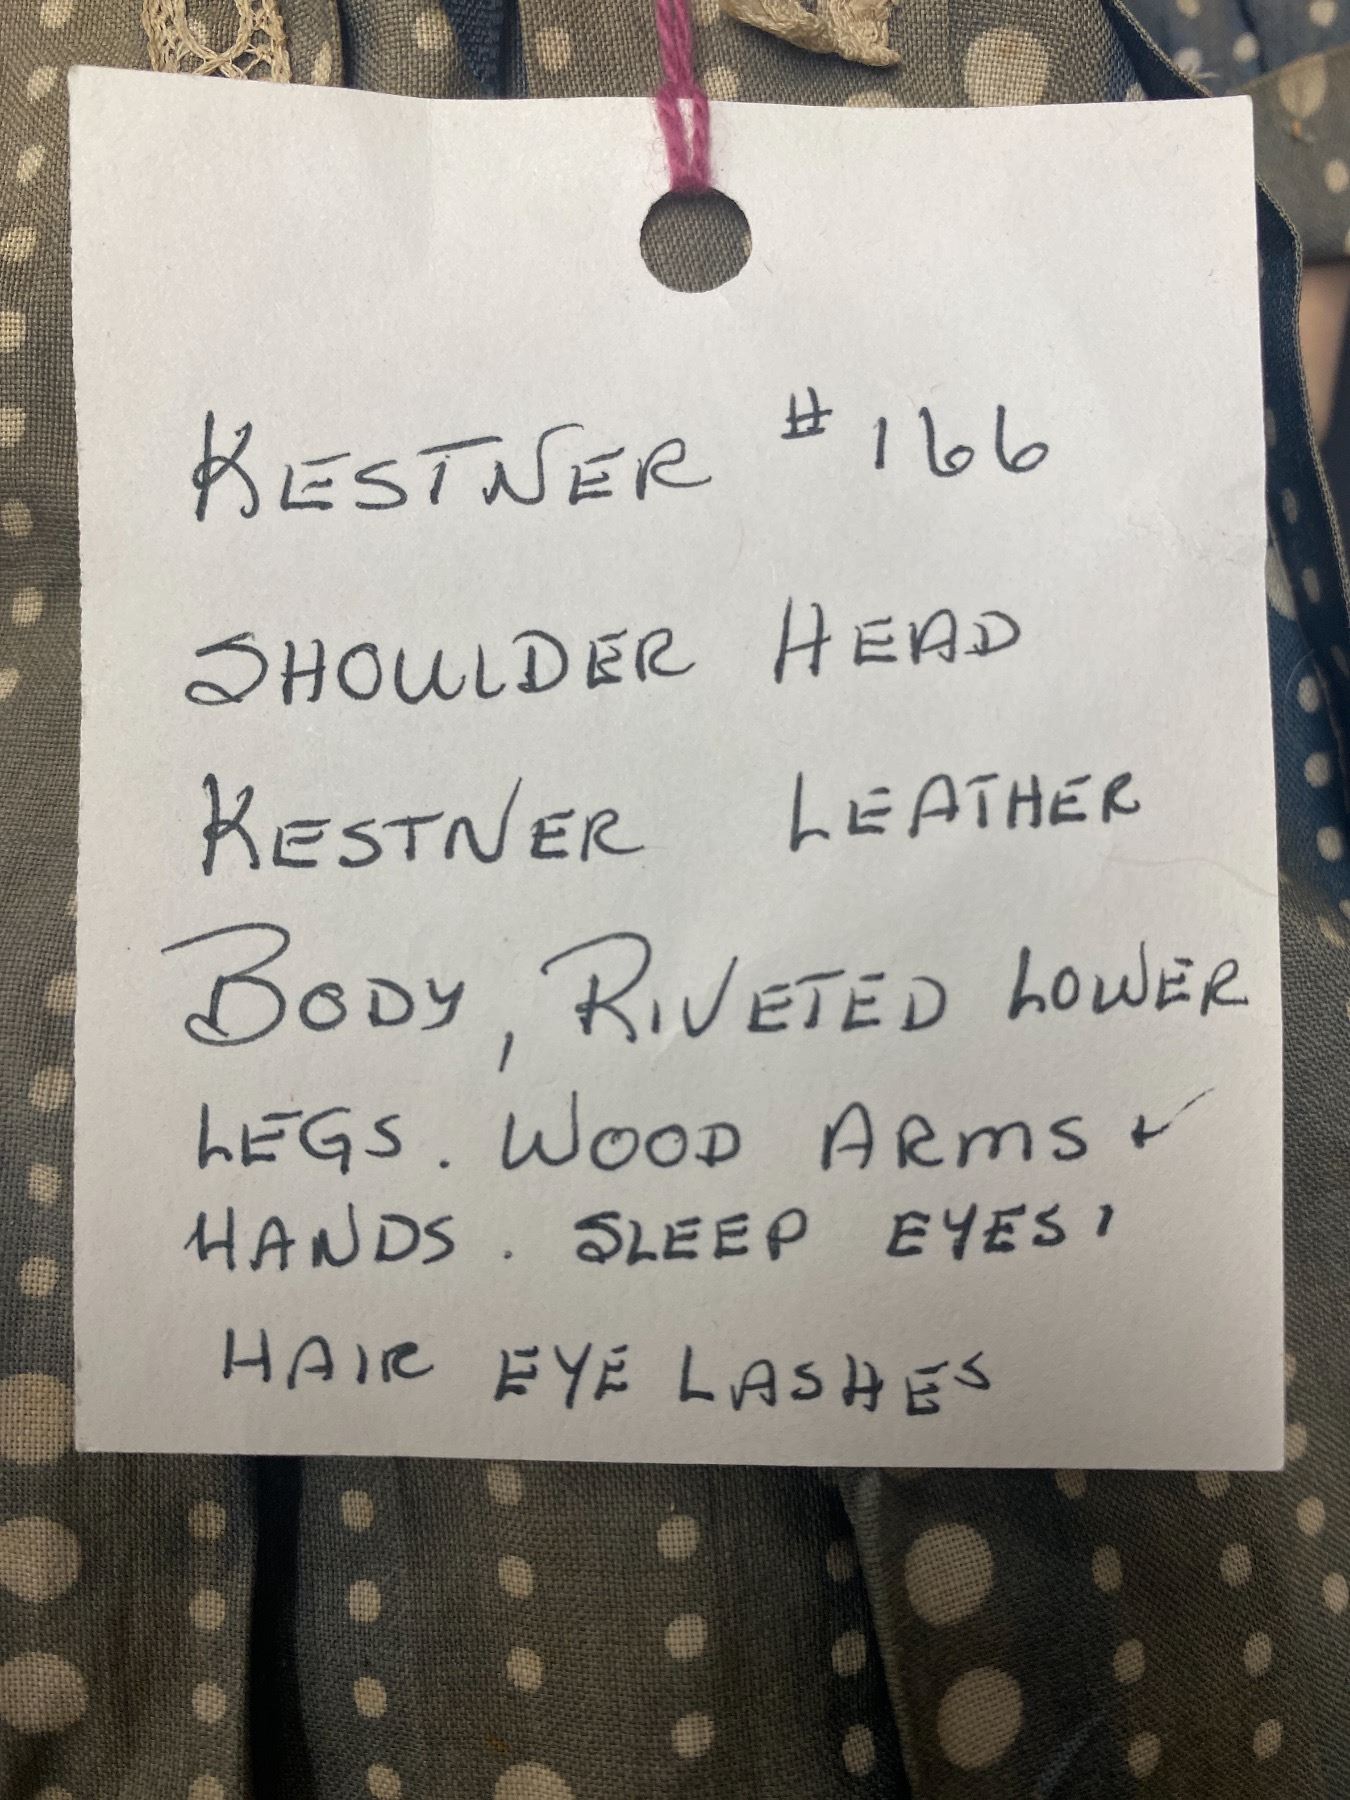 KESTNER #166
SHOULDER HEAD
KESTNER LEATHER
BODY, RIVETED LOWER
LEGS. WOOD ARMS &
HANDS. SLEEP EYES,
HAIR EYE LASHES